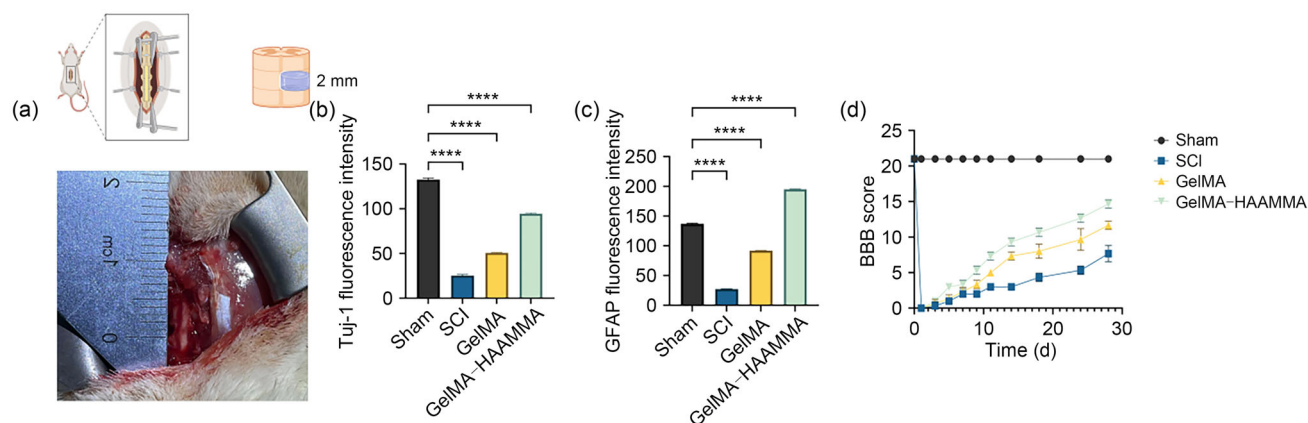 (a)
2 mm
2
1cm
0
(b)
Tuj-1 fluorescence intensity
150
100
50
0
****
****
****
Sham
SCI
GelMA
GelMA–HAAMMA
(c)
GFAP fluorescence intensity
250
200
150
100
50
0
****
****
****
Sham
SCI
GelMA
GelMA–HAAMMA
(d)
BBB score
25
20
15
10
5
0
0
10
20
30
Time (d)
Sham
SCI
GelMA
GelMA–HAAMMA